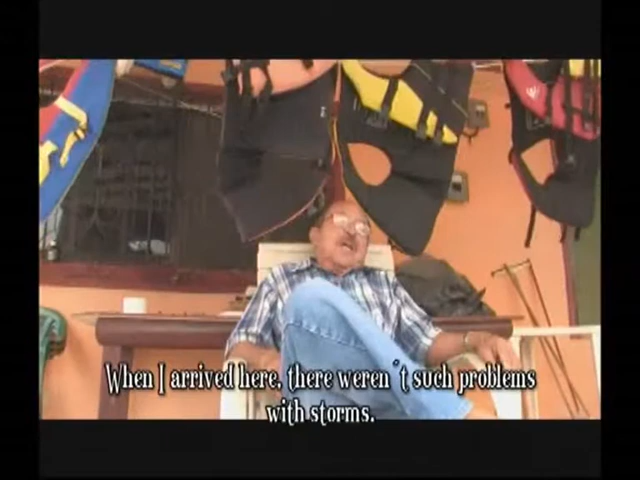 When I arrived here, there weren´t such problems
with storms.